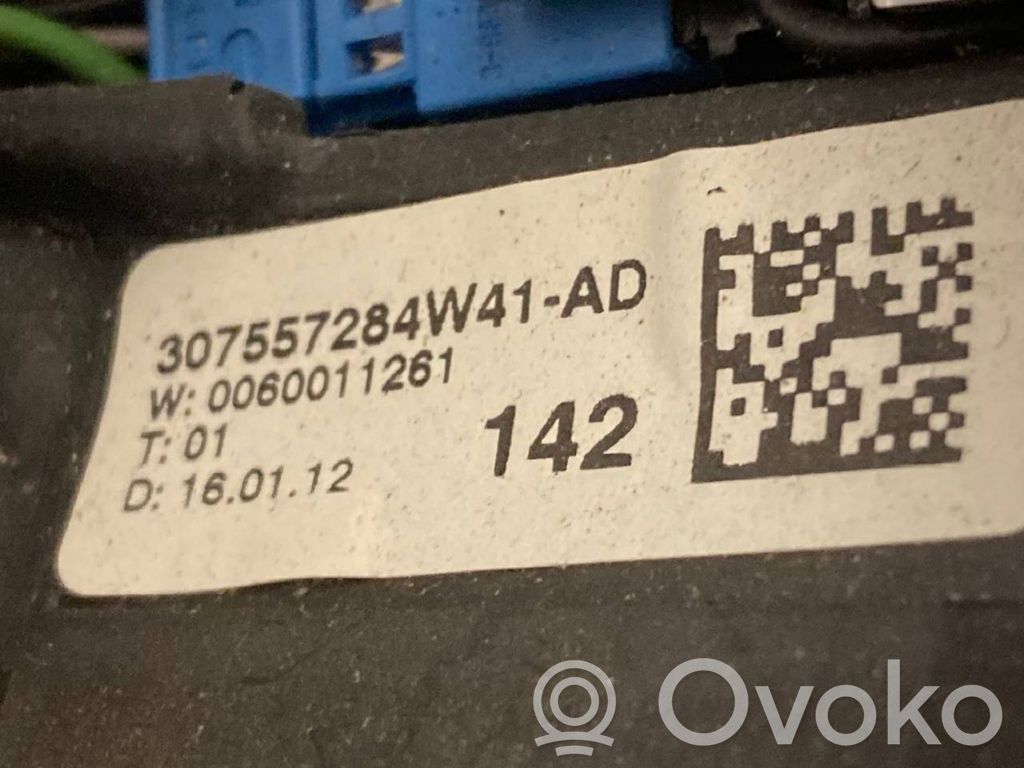 307557284W41-AD
W: 0060011261
T: 01
142
D: 16.01.12
Ovoko